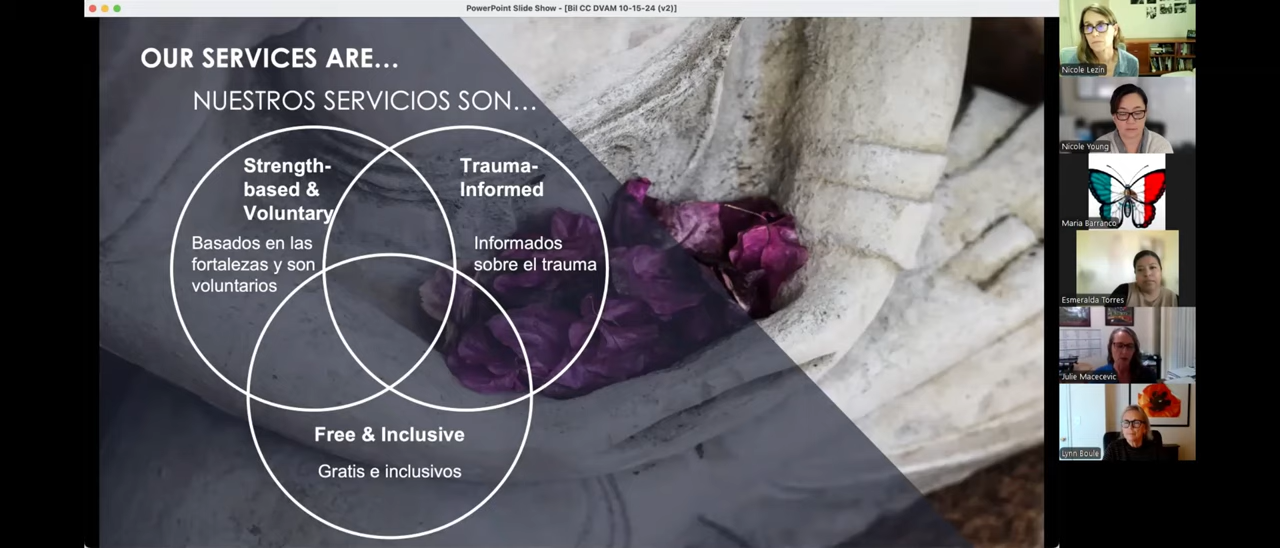 PowerPoint Slide Show - [Bil CC DVAM 10-15-24 (v2)]
OUR SERVICES ARE…
NUESTROS SERVICIOS SON…
Strength-
based &
Voluntary
Basados en las
fortalezas y son
voluntarios
Trauma-
Informed
Informados
sobre el trauma
Free & Inclusive
Gratis e inclusivos
Nicole Lezin
Nicole Young
Maria Barranco
Esmeralda Torres
Julie Macecevic
Lynn Boule